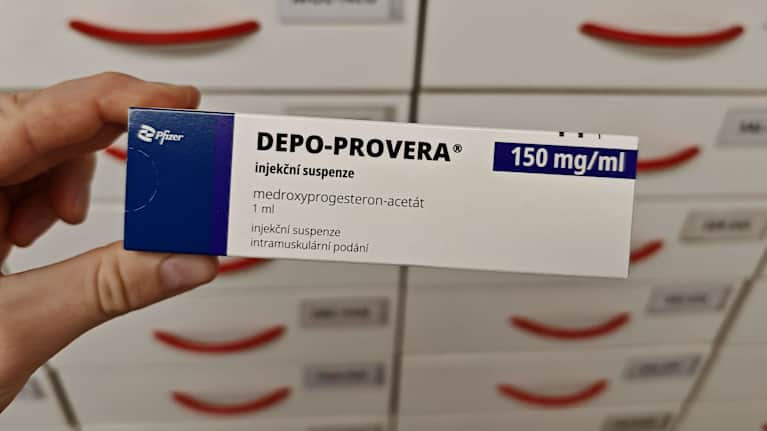 Pfizer
DEPO-PROVERA®
150 mg/ml
injekční suspenze
medroxyprogesteron-acetát
1 ml
injekční suspenze
intramuskulární podání